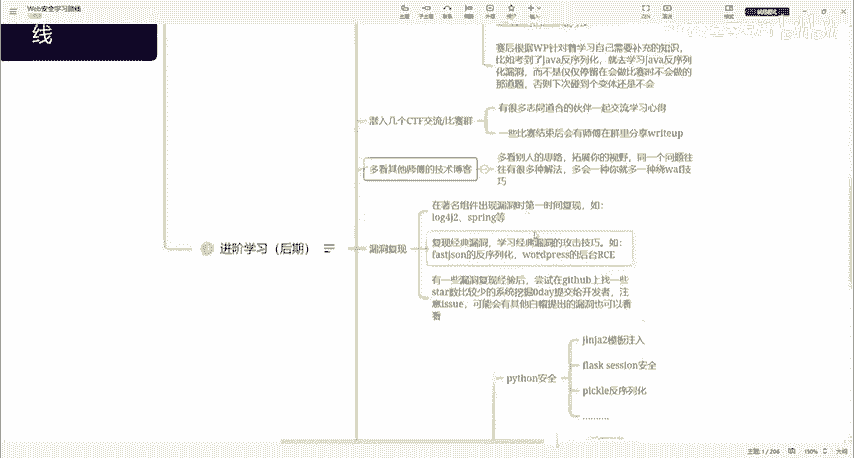 Web安全学习路线
主题
子主题
联系
概要
外框
笔记
插入
线
赛后根据WP针对着学习自己需要补充的知识，
比如考到了java反序列化，就去学习java反序列
化漏洞，而不是仅仅停留在会做比赛时不会做的
那道题，否则下次碰到个变体还是不会
潜入几个CTF交流/比赛群
有很多志同道合的伙伴一起交流学习心得
一些比赛结束后会有师傅在群里分享writeup
多看其他师傅的技术博客
多看别人的思路，拓展你的视野，同一个问题往
往有很多种解法，多会一种你就多一种绕waf技
巧
进阶学习（后期）
漏洞复现
在著名组件出现漏洞时第一时间复现，如：
log4j2、spring等
复现经典漏洞，学习经典漏洞的攻击技巧。如：
fastjson的反序列化，wordpress的后台RCE
有一些漏洞复现经验后，尝试在github上找一些
star数比较少的系统挖掘0day提交给开发者，注
意issue，可能会有其他白帽提出的漏洞也可以看
看
python安全
jinja2模板注入
flask session安全
pickle反序列化
..........
主题: 1 / 206
150%
大纲